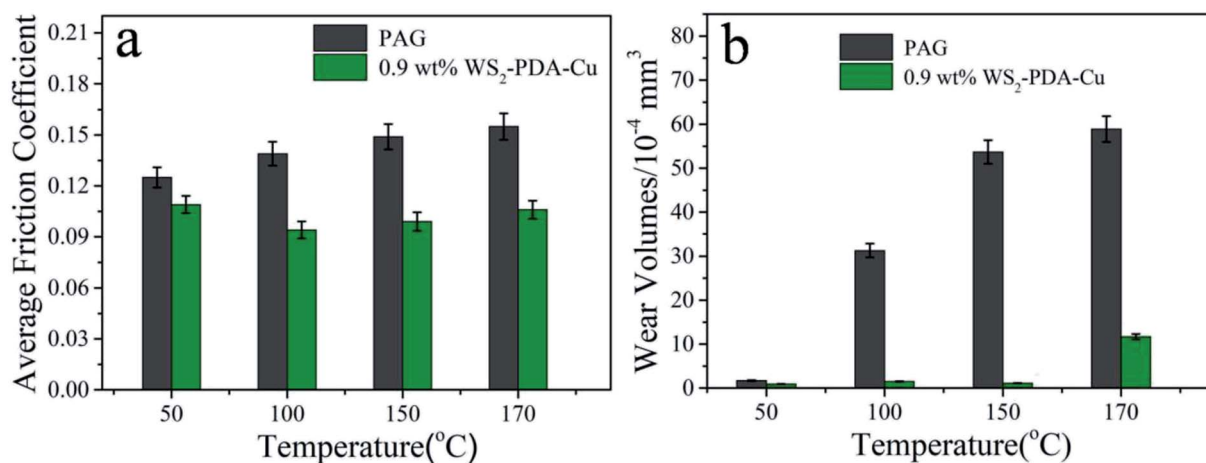 a
PAG
0.9 wt% WS₂-PDA-Cu
Average Friction Coefficient
0.21
0.18
0.15
0.12
0.09
0.06
0.03
0.00
50 100 150 170
Temperature(°C)
b
PAG
0.9 wt% WS₂-PDA-Cu
Wear Volumes/10⁻⁴ mm³
80
70
60
50
40
30
20
10
0
50 100 150 170
Temperature(°C)